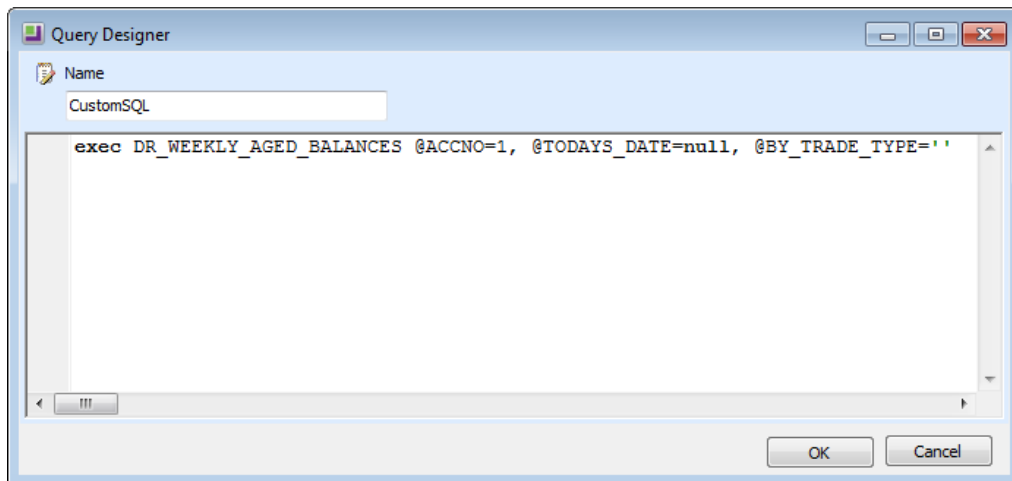 Query Designer
Name
CustomSQL
exec DR_WEEKLY_AGED_BALANCES @ACCNO=1, @TODAYS_DATE=null, @BY_TRADE_TYPE=''
OK
Cancel